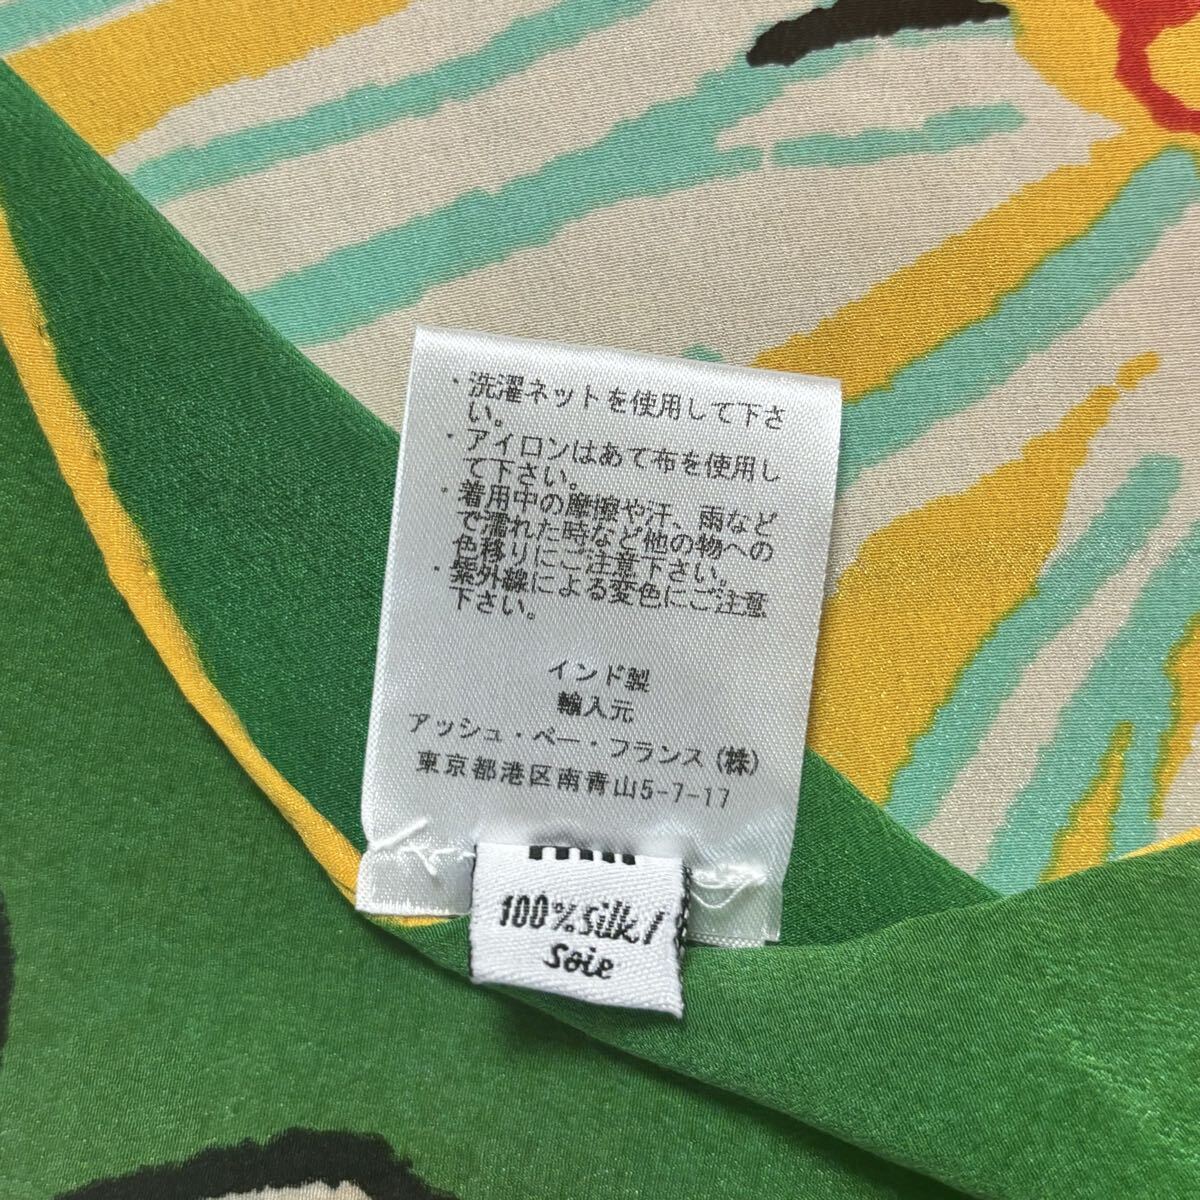 ・洗濯ネットを使用して下さ
い。
・アイロンはあて布を使用し
て下さい。
・着用中の摩擦や汗、雨など
で濡れた時など他の物への
色移りにご注意下さい。
・紫外線による変色にご注意
下さい。
インド製
輸入元
アッシュ・ペー・フランス(株)
東京都港区南青山5-7-17
100%Silk/
Soie